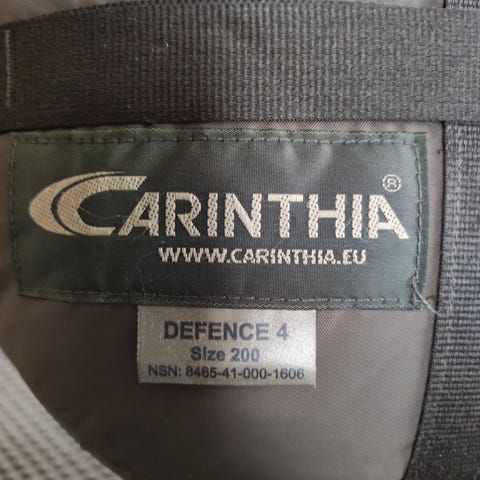 CARINTHIA®
WWW.CARINTHIA.EU
DEFENCE 4
Size 200
NSN: 8465-41-000-1606